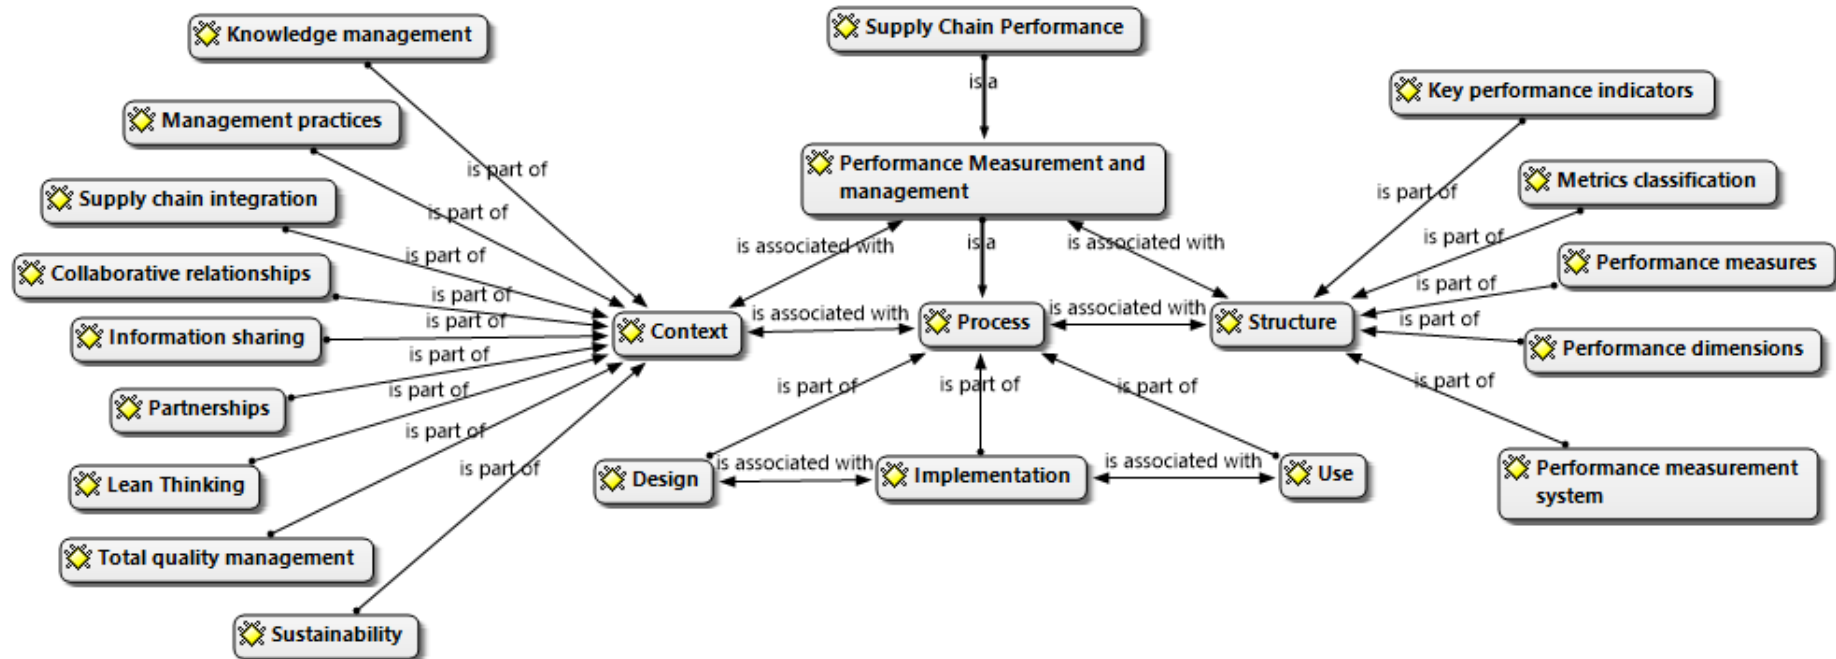 Supply Chain Performance
is a
Performance Measurement and
management
is associated with
is a
is associated with
Knowledge management
is part of
Management practices
is part of
Supply chain integration
is part of
Collaborative relationships
is part of
Information sharing
is part of
Partnerships
is part of
Lean Thinking
is part of
Total quality management
is part of
Sustainability
is part of
Context
is associated with
Process
is associated with
Structure
is part of
is part of
is part of
Design
is associated with
Implementation
is associated with
Use
Key performance indicators
is part of
Metrics classification
is part of
Performance measures
is part of
Performance dimensions
is part of
Performance measurement
system
is part of